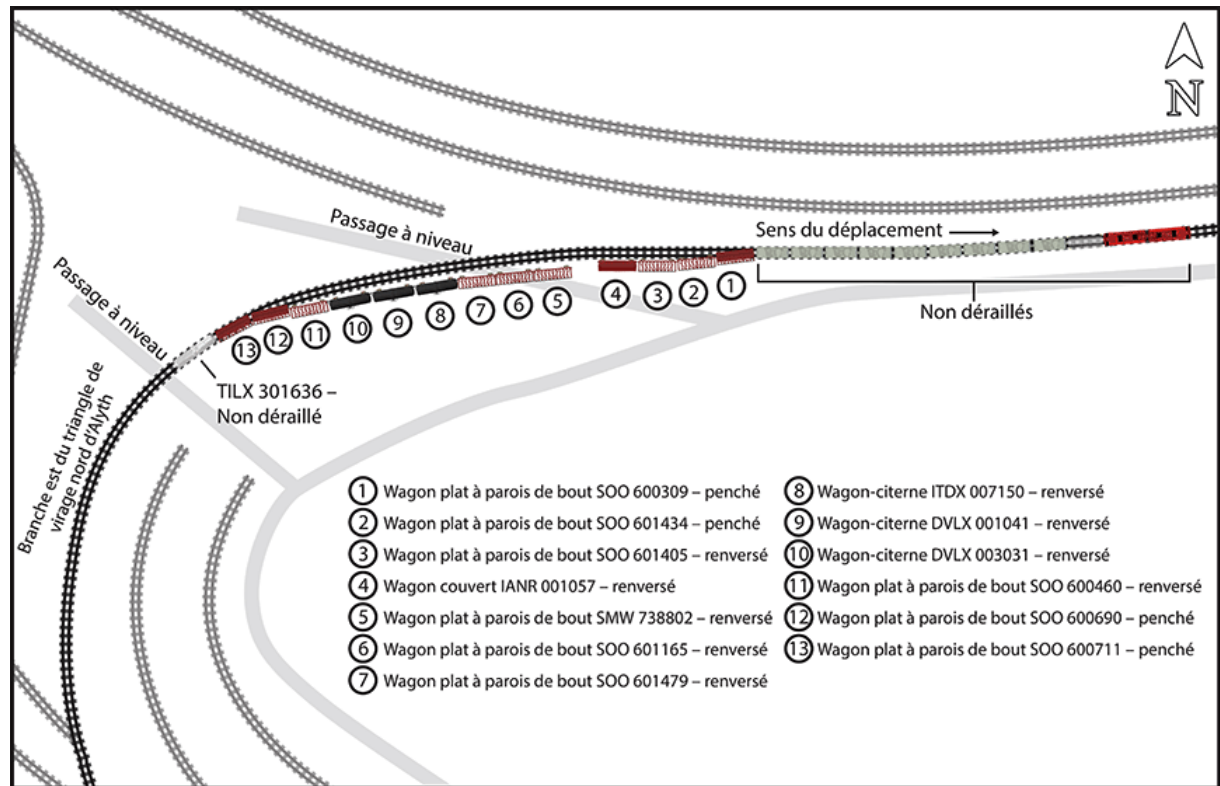 N
Passage à niveau
Sens du déplacement
Passage à niveau
Non déraillés
TILX 301636 –
Non déraillé
Branche est du triangle de
virage nord d'Alyth
1
2
3
4
5
6
7
8
9
10
11
12
13
1 Wagon plat à parois de bout SOO 600309 – penché
2 Wagon plat à parois de bout SOO 601434 – penché
3 Wagon plat à parois de bout SOO 601405 – renversé
4 Wagon couvert IANR 001057 – renversé
5 Wagon plat à parois de bout SMW 738802 – renversé
6 Wagon plat à parois de bout SOO 601165 – renversé
7 Wagon plat à parois de bout SOO 601479 – renversé
8 Wagon-citerne ITDX 007150 – renversé
9 Wagon-citerne DVLX 001041 – renversé
10 Wagon-citerne DVLX 003031 – renversé
11 Wagon plat à parois de bout SOO 600460 – renversé
12 Wagon plat à parois de bout SOO 600690 – penché
13 Wagon plat à parois de bout SOO 600711 – penché